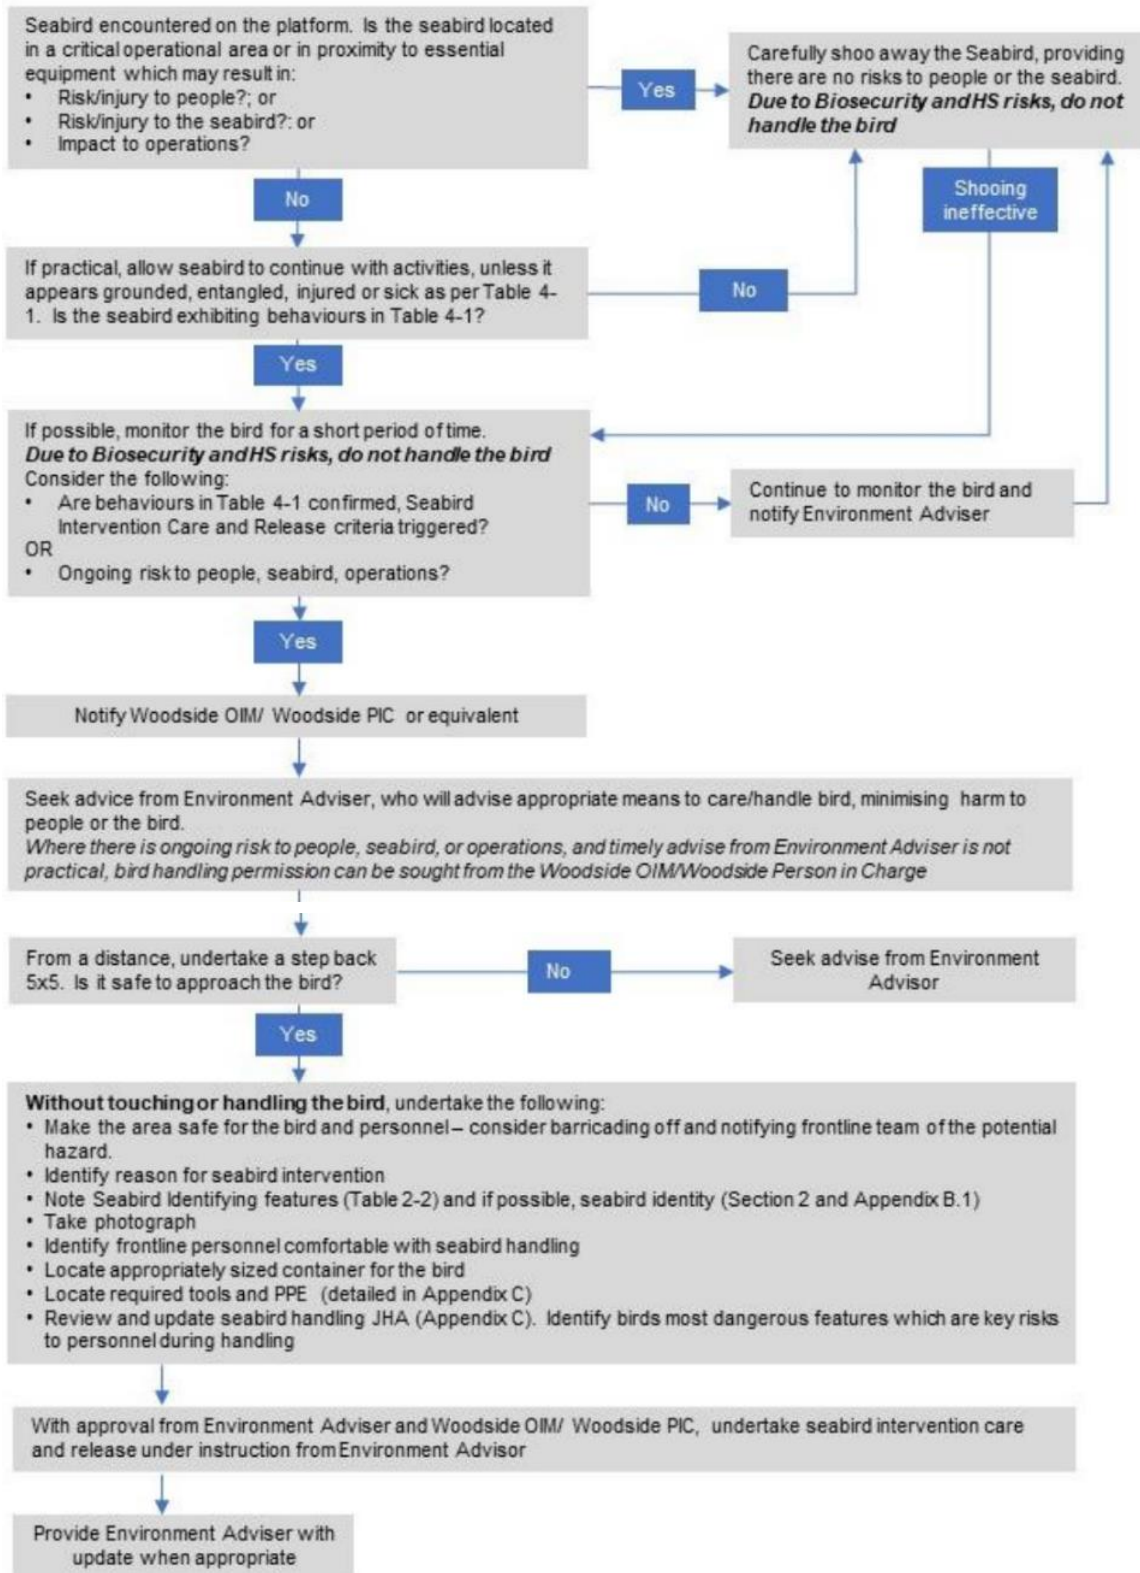 Seabird encountered on the platform. Is the seabird located
in a critical operational area or in proximity to essential
equipment which may result in:
• Risk/injury to people?; or
• Risk/injury to the seabird?: or
• Impact to operations?
Yes
Carefully shoo away the Seabird, providing
there are no risks to people or the seabird.
Due to Biosecurity and HS risks, do not
handle the bird
No
Shooing
ineffective
If practical, allow seabird to continue with activities, unless it
appears grounded, entangled, injured or sick as per Table 4-
1. Is the seabird exhibiting behaviours in Table 4-1?
No
Yes
If possible, monitor the bird for a short period of time.
Due to Biosecurity and HS risks, do not handle the bird
Consider the following:
• Are behaviours in Table 4-1 confirmed, Seabird
Intervention Care and Release criteria triggered?
OR
• Ongoing risk to people, seabird, operations?
No
Continue to monitor the bird and
notify Environment Adviser
Yes
Notify Woodside OIM/ Woodside PIC or equivalent
Seek advice from Environment Adviser, who will advise appropriate means to care/handle bird, minimising harm to
people or the bird.
Where there is ongoing risk to people, seabird, or operations, and timely advise from Environment Adviser is not
practical, bird handling permission can be sought from the Woodside OIM/Woodside Person in Charge
From a distance, undertake a step back
5x5. Is it safe to approach the bird?
No
Seek advise from Environment
Advisor
Yes
Without touching or handling the bird, undertake the following:
• Make the area safe for the bird and personnel – consider barricading off and notifying frontline team of the potential
hazard.
• Identify reason for seabird intervention
• Note Seabird Identifying features (Table 2-2) and if possible, seabird identity (Section 2 and Appendix B.1)
• Take photograph
• Identify frontline personnel comfortable with seabird handling
• Locate appropriately sized container for the bird
• Locate required tools and PPE (detailed in Appendix C)
• Review and update seabird handling JHA (Appendix C). Identify birds most dangerous features which are key risks
to personnel during handling
With approval from Environment Adviser and Woodside OIM/ Woodside PIC, undertake seabird intervention care
and release under instruction from Environment Advisor
Provide Environment Adviser with
update when appropriate